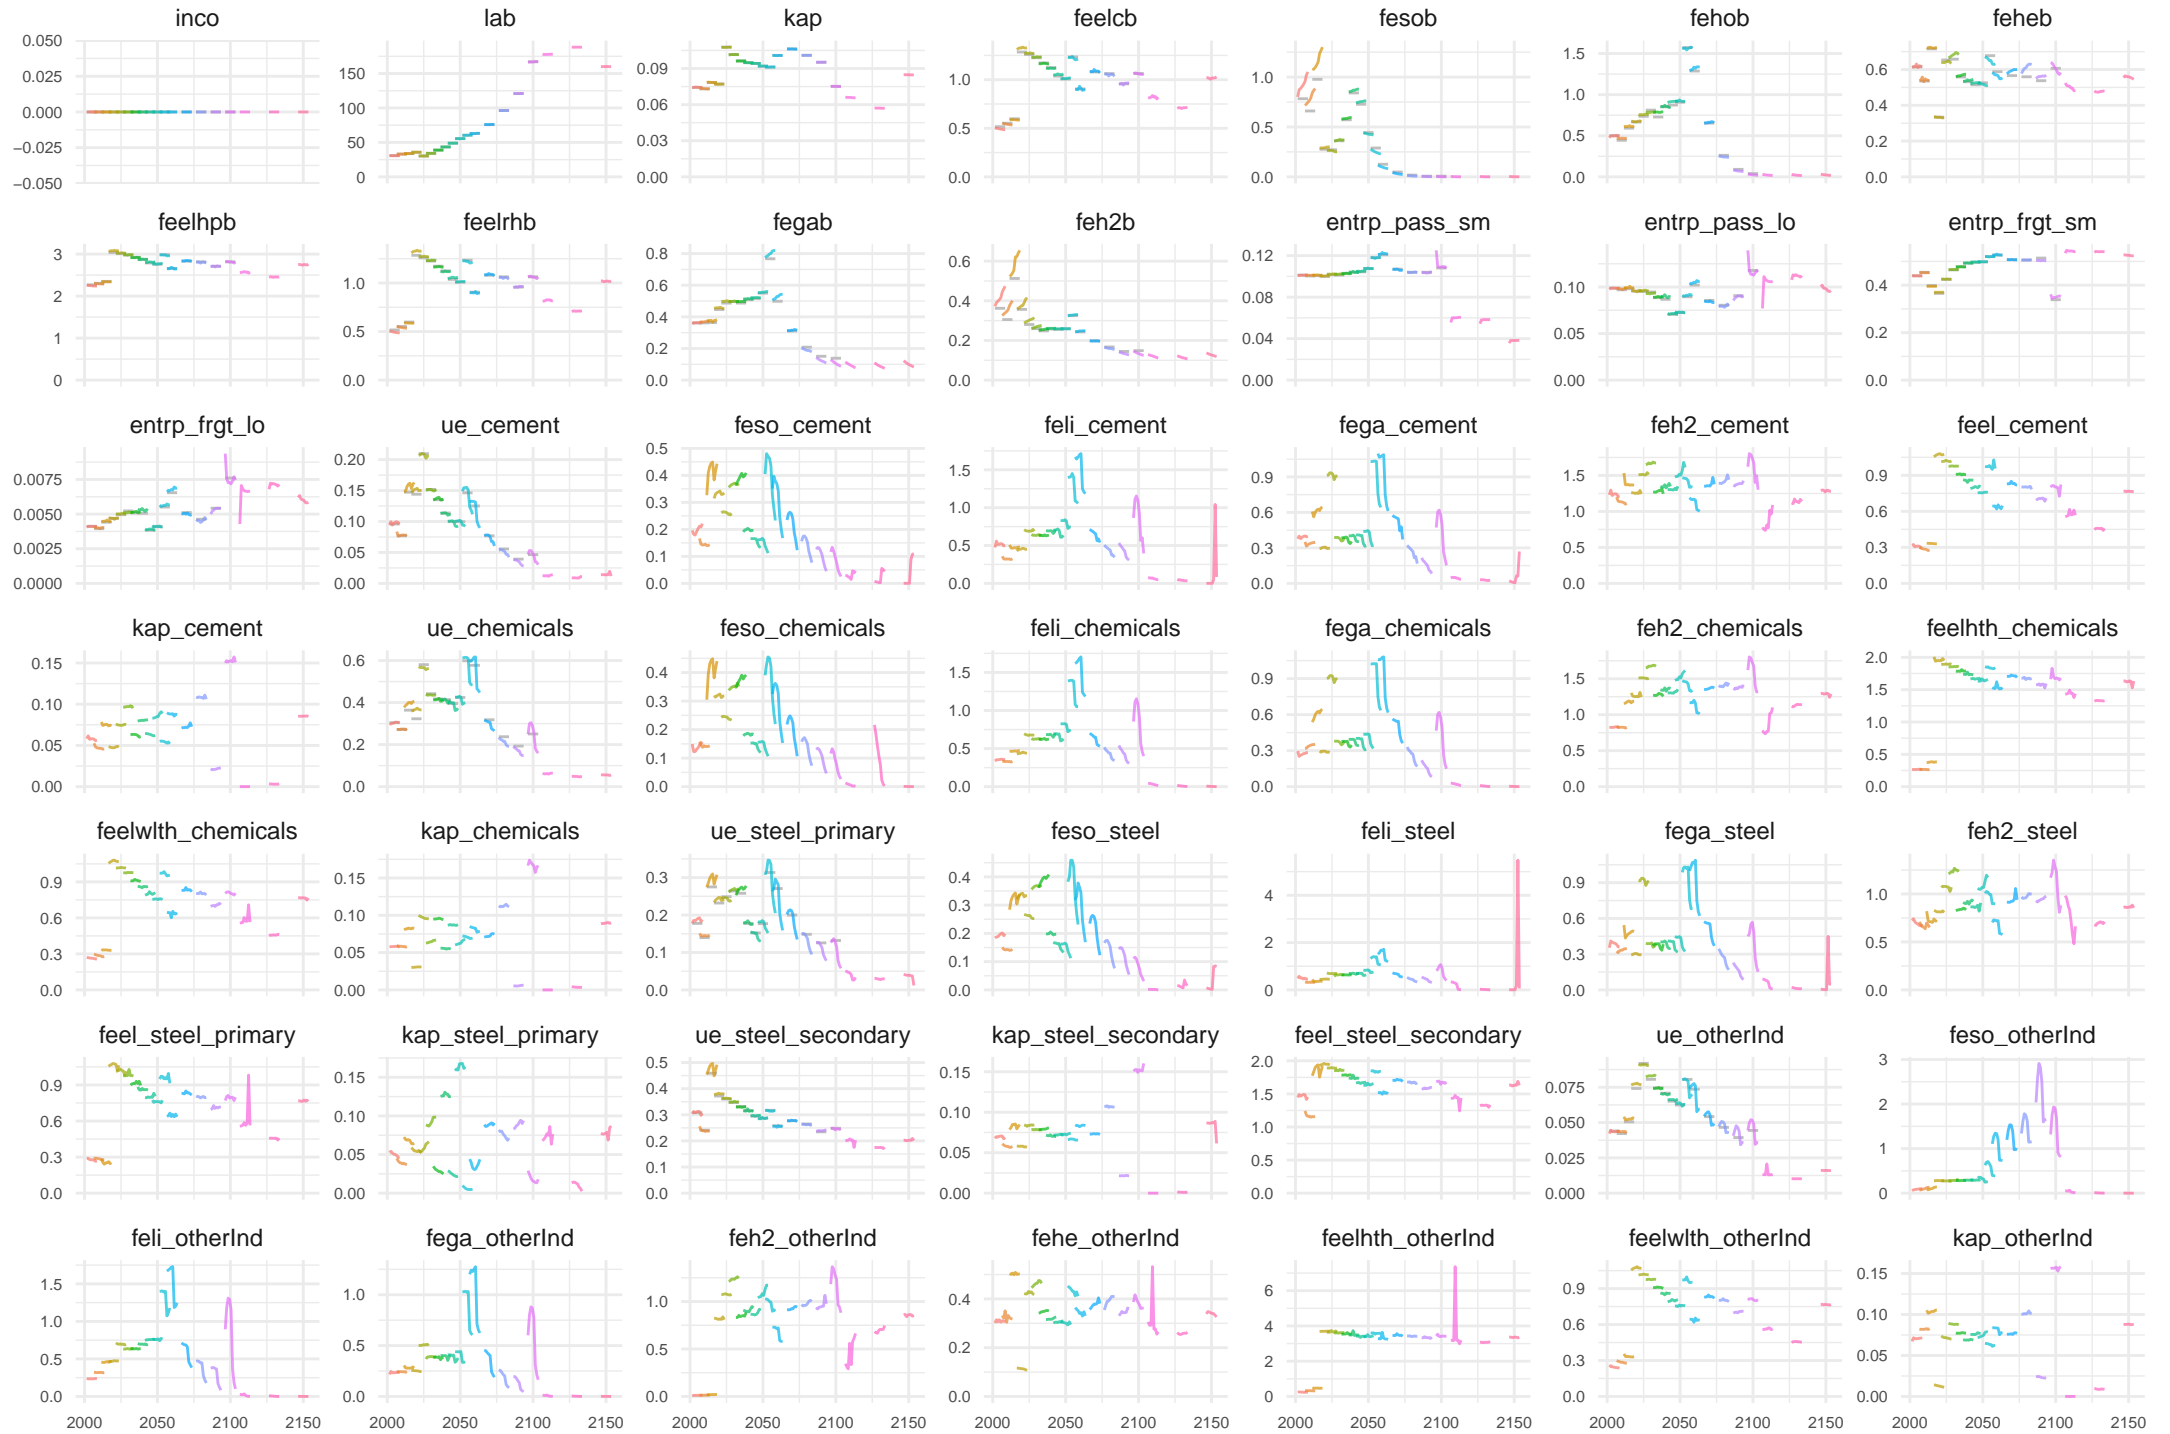 inco lab kap feelcb fesob fehob feheb
0.050 0.025 0.000 −0.025 −0.050
150 100 50 0
0.09 0.06 0.03 0.00
1.0 0.5 0.0
1.0 0.5 0.0
1.5 1.0 0.5 0.0
0.6 0.4 0.2 0.0
feelhpb feelrhb fegab feh2b entrp_pass_sm entrp_pass_lo entrp_frgt_sm
3 2 1 0
1.0 0.5 0.0
0.8 0.6 0.4 0.2 0.0
0.6 0.4 0.2 0.0
0.12 0.08 0.04 0.00
0.10 0.05 0.00
0.4 0.2 0.0
entrp_frgt_lo ue_cement feso_cement feli_cement fega_cement feh2_cement feel_cement
0.0075 0.0050 0.0025 0.0000
0.20 0.15 0.10 0.05 0.00
0.5 0.4 0.3 0.2 0.1 0.0
1.5 1.0 0.5 0.0
0.9 0.6 0.3 0.0
1.5 1.0 0.5 0.0
0.9 0.6 0.3 0.0
kap_cement ue_chemicals feso_chemicals feli_chemicals fega_chemicals feh2_chemicals feelhth_chemicals
0.15 0.10 0.05 0.00
0.6 0.4 0.2 0.0
0.4 0.3 0.2 0.1 0.0
1.5 1.0 0.5 0.0
0.9 0.6 0.3 0.0
1.5 1.0 0.5 0.0
2.0 1.5 1.0 0.5 0.0
feelwlth_chemicals kap_chemicals ue_steel_primary feso_steel feli_steel fega_steel feh2_steel
0.9 0.6 0.3 0.0
0.15 0.10 0.05 0.00
0.3 0.2 0.1 0.0
0.4 0.3 0.2 0.1 0.0
4 2 0
0.9 0.6 0.3 0.0
1.0 0.5 0.0
feel_steel_primary kap_steel_primary ue_steel_secondary kap_steel_secondary feel_steel_secondary ue_otherInd feso_otherInd
0.9 0.6 0.3 0.0
0.15 0.10 0.05 0.00
0.5 0.4 0.3 0.2 0.1 0.0
0.15 0.10 0.05 0.00
2.0 1.5 1.0 0.5 0.0
0.075 0.050 0.025 0.000
3 2 1 0
feli_otherInd fega_otherInd feh2_otherInd fehe_otherInd feelhth_otherInd feelwlth_otherInd kap_otherInd
1.5 1.0 0.5 0.0
1.0 0.5 0.0
1.0 0.5 0.0
0.4 0.2 0.0
6 4 2 0
0.9 0.6 0.3 0.0
0.15 0.10 0.05 0.00
2000 2050 2100 2150 2000 2050 2100 2150 2000 2050 2100 2150 2000 2050 2100 2150 2000 2050 2100 2150 2000 2050 2100 2150 2000 2050 2100 2150